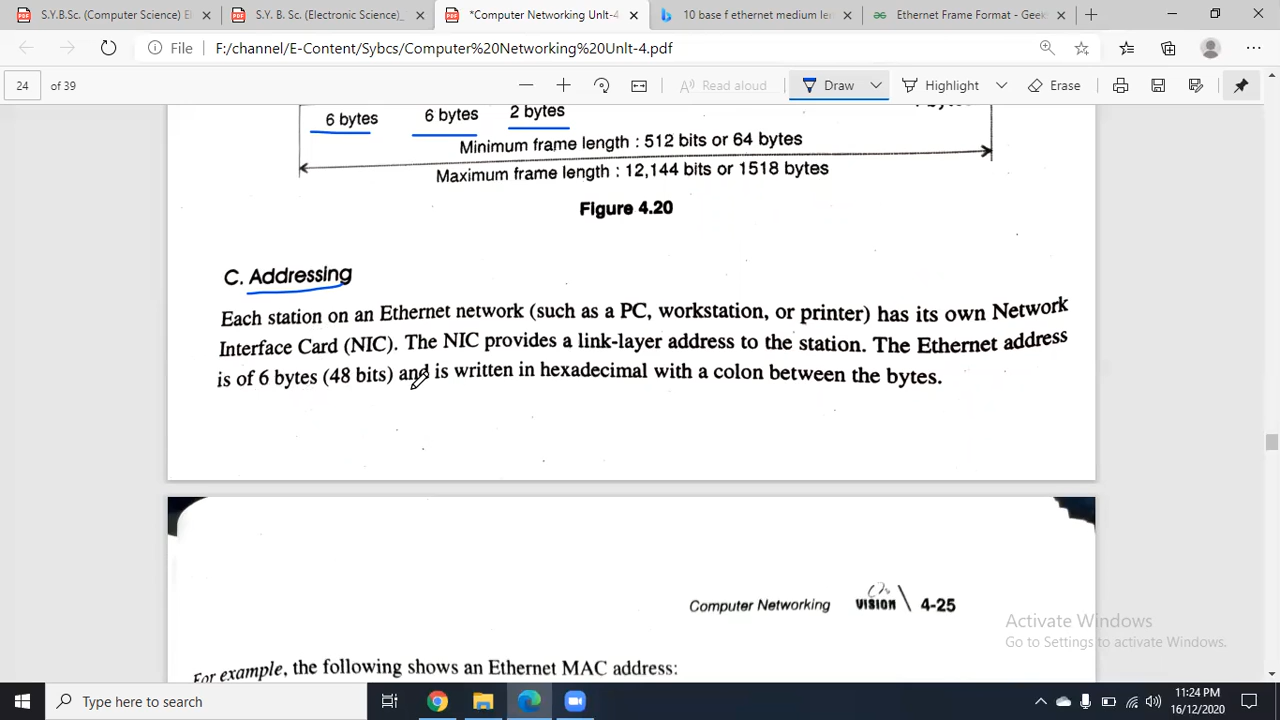 S.Y.B.Sc. (Computer Science)
S.Y. B. Sc. (Electronic Science)_
*Computer Networking UnIt-4
10 base f ethernet medium len
Ethernet Frame Format - Geeks
File F:/channel/E-Content/Sybcs/Computer%20Networking%20UnIt-4.pdf
24 of 39 Read aloud Draw Highlight Erase
6 bytes 6 bytes 2 bytes
Minimum frame length : 512 bits or 64 bytes
Maximum frame length : 12,144 bits or 1518 bytes
Figure 4.20
C. Addressing
Each station on an Ethernet network (such as a PC, workstation, or printer) has its own Network
Interface Card (NIC). The NIC provides a link-layer address to the station. The Ethernet address
is of 6 bytes (48 bits) and is written in hexadecimal with a colon between the bytes.
Computer Networking VISION 4-25
For example, the following shows an Ethernet MAC address:
Activate Windows
Go to Settings to activate Windows.
Type here to search
11:24 PM
16/12/2020